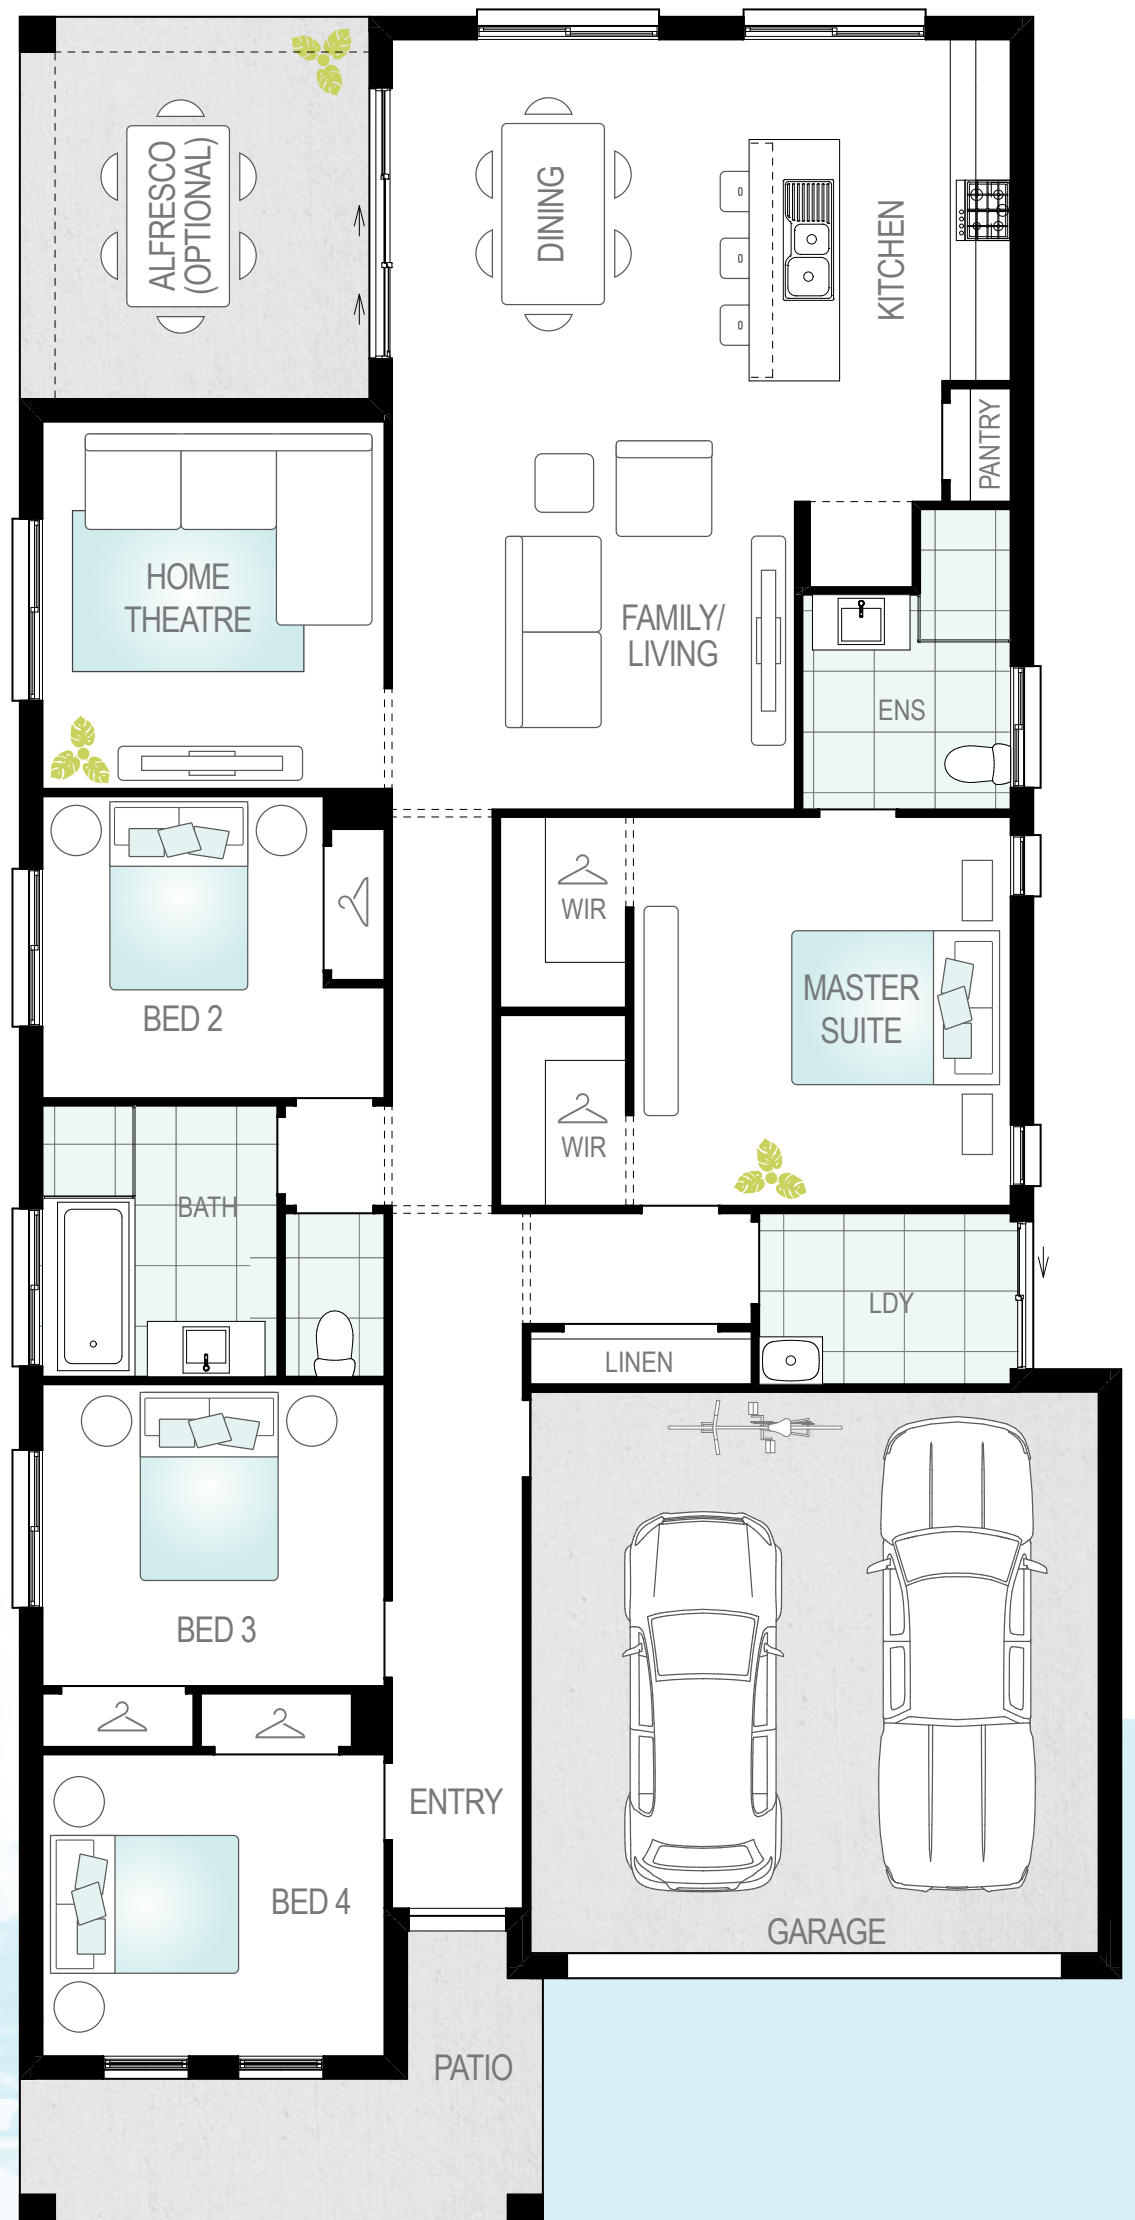 ALFRESCO
(OPTIONAL)
DINING
KITCHEN
PANTRY
HOME
THEATRE
FAMILY/
LIVING
ENS
WIR
BED 2
MASTER
SUITE
WIR
BATH
LDY
LINEN
BED 3
ENTRY
BED 4
GARAGE
PATIO